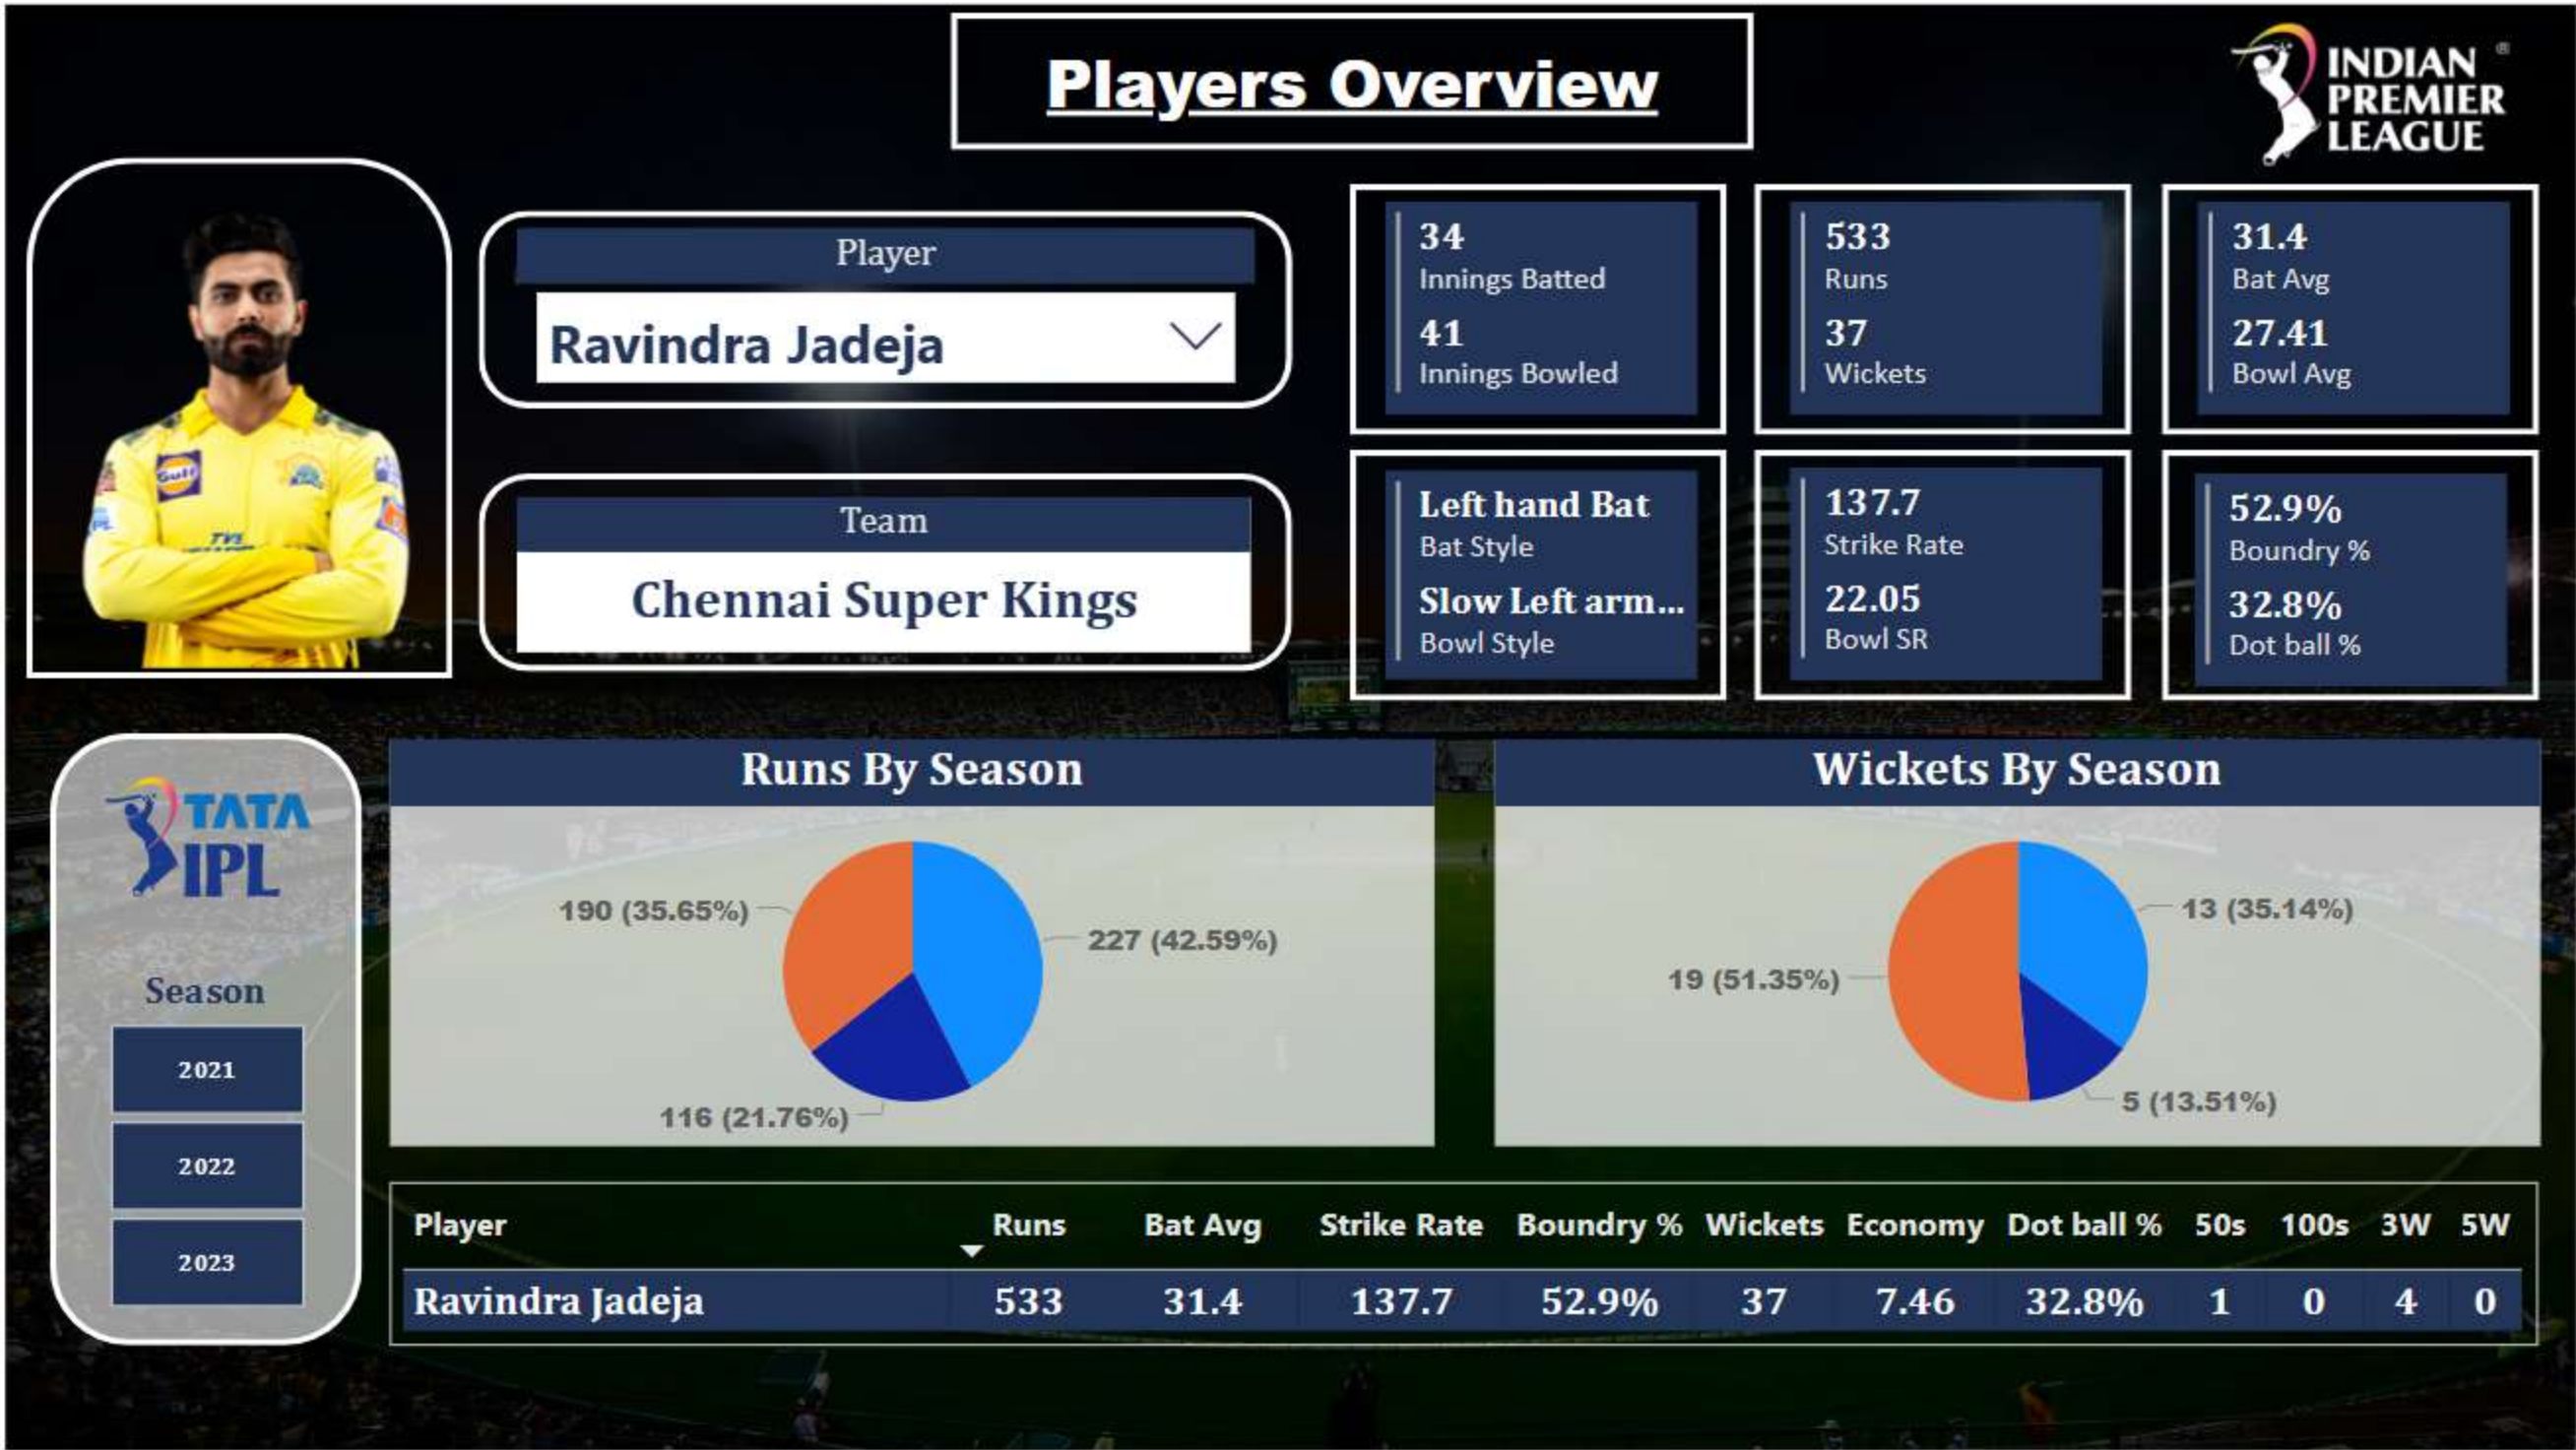 Players Overview
INDIAN ®
PREMIER
LEAGUE
Player
Ravindra Jadeja
Team
Chennai Super Kings
34
Innings Batted
41
Innings Bowled
533
Runs
37
Wickets
31.4
Bat Avg
27.41
Bowl Avg
Left hand Bat
Bat Style
Slow Left arm...
Bowl Style
137.7
Strike Rate
22.05
Bowl SR
52.9%
Boundry %
32.8%
Dot ball %
Gulf
TVS
TATA
IPL
Season
2021
2022
2023
Runs By Season
190 (35.65%)
227 (42.59%)
116 (21.76%)
Wickets By Season
13 (35.14%)
19 (51.35%)
5 (13.51%)
Player Runs Bat Avg Strike Rate Boundry % Wickets Economy Dot ball % 50s 100s 3W 5W
Ravindra Jadeja 533 31.4 137.7 52.9% 37 7.46 32.8% 1 0 4 0